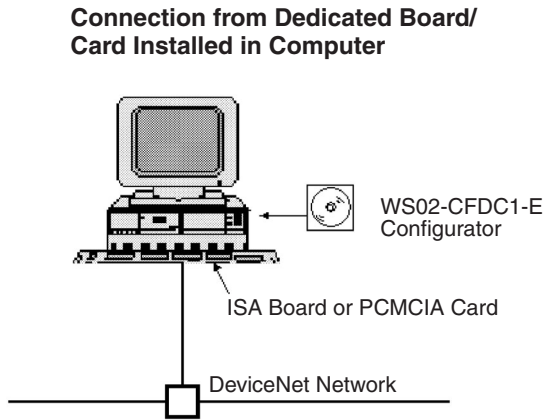 Connection from Dedicated Board/
Card Installed in Computer
WS02-CFDC1-E
Configurator
ISA Board or PCMCIA Card
DeviceNet Network